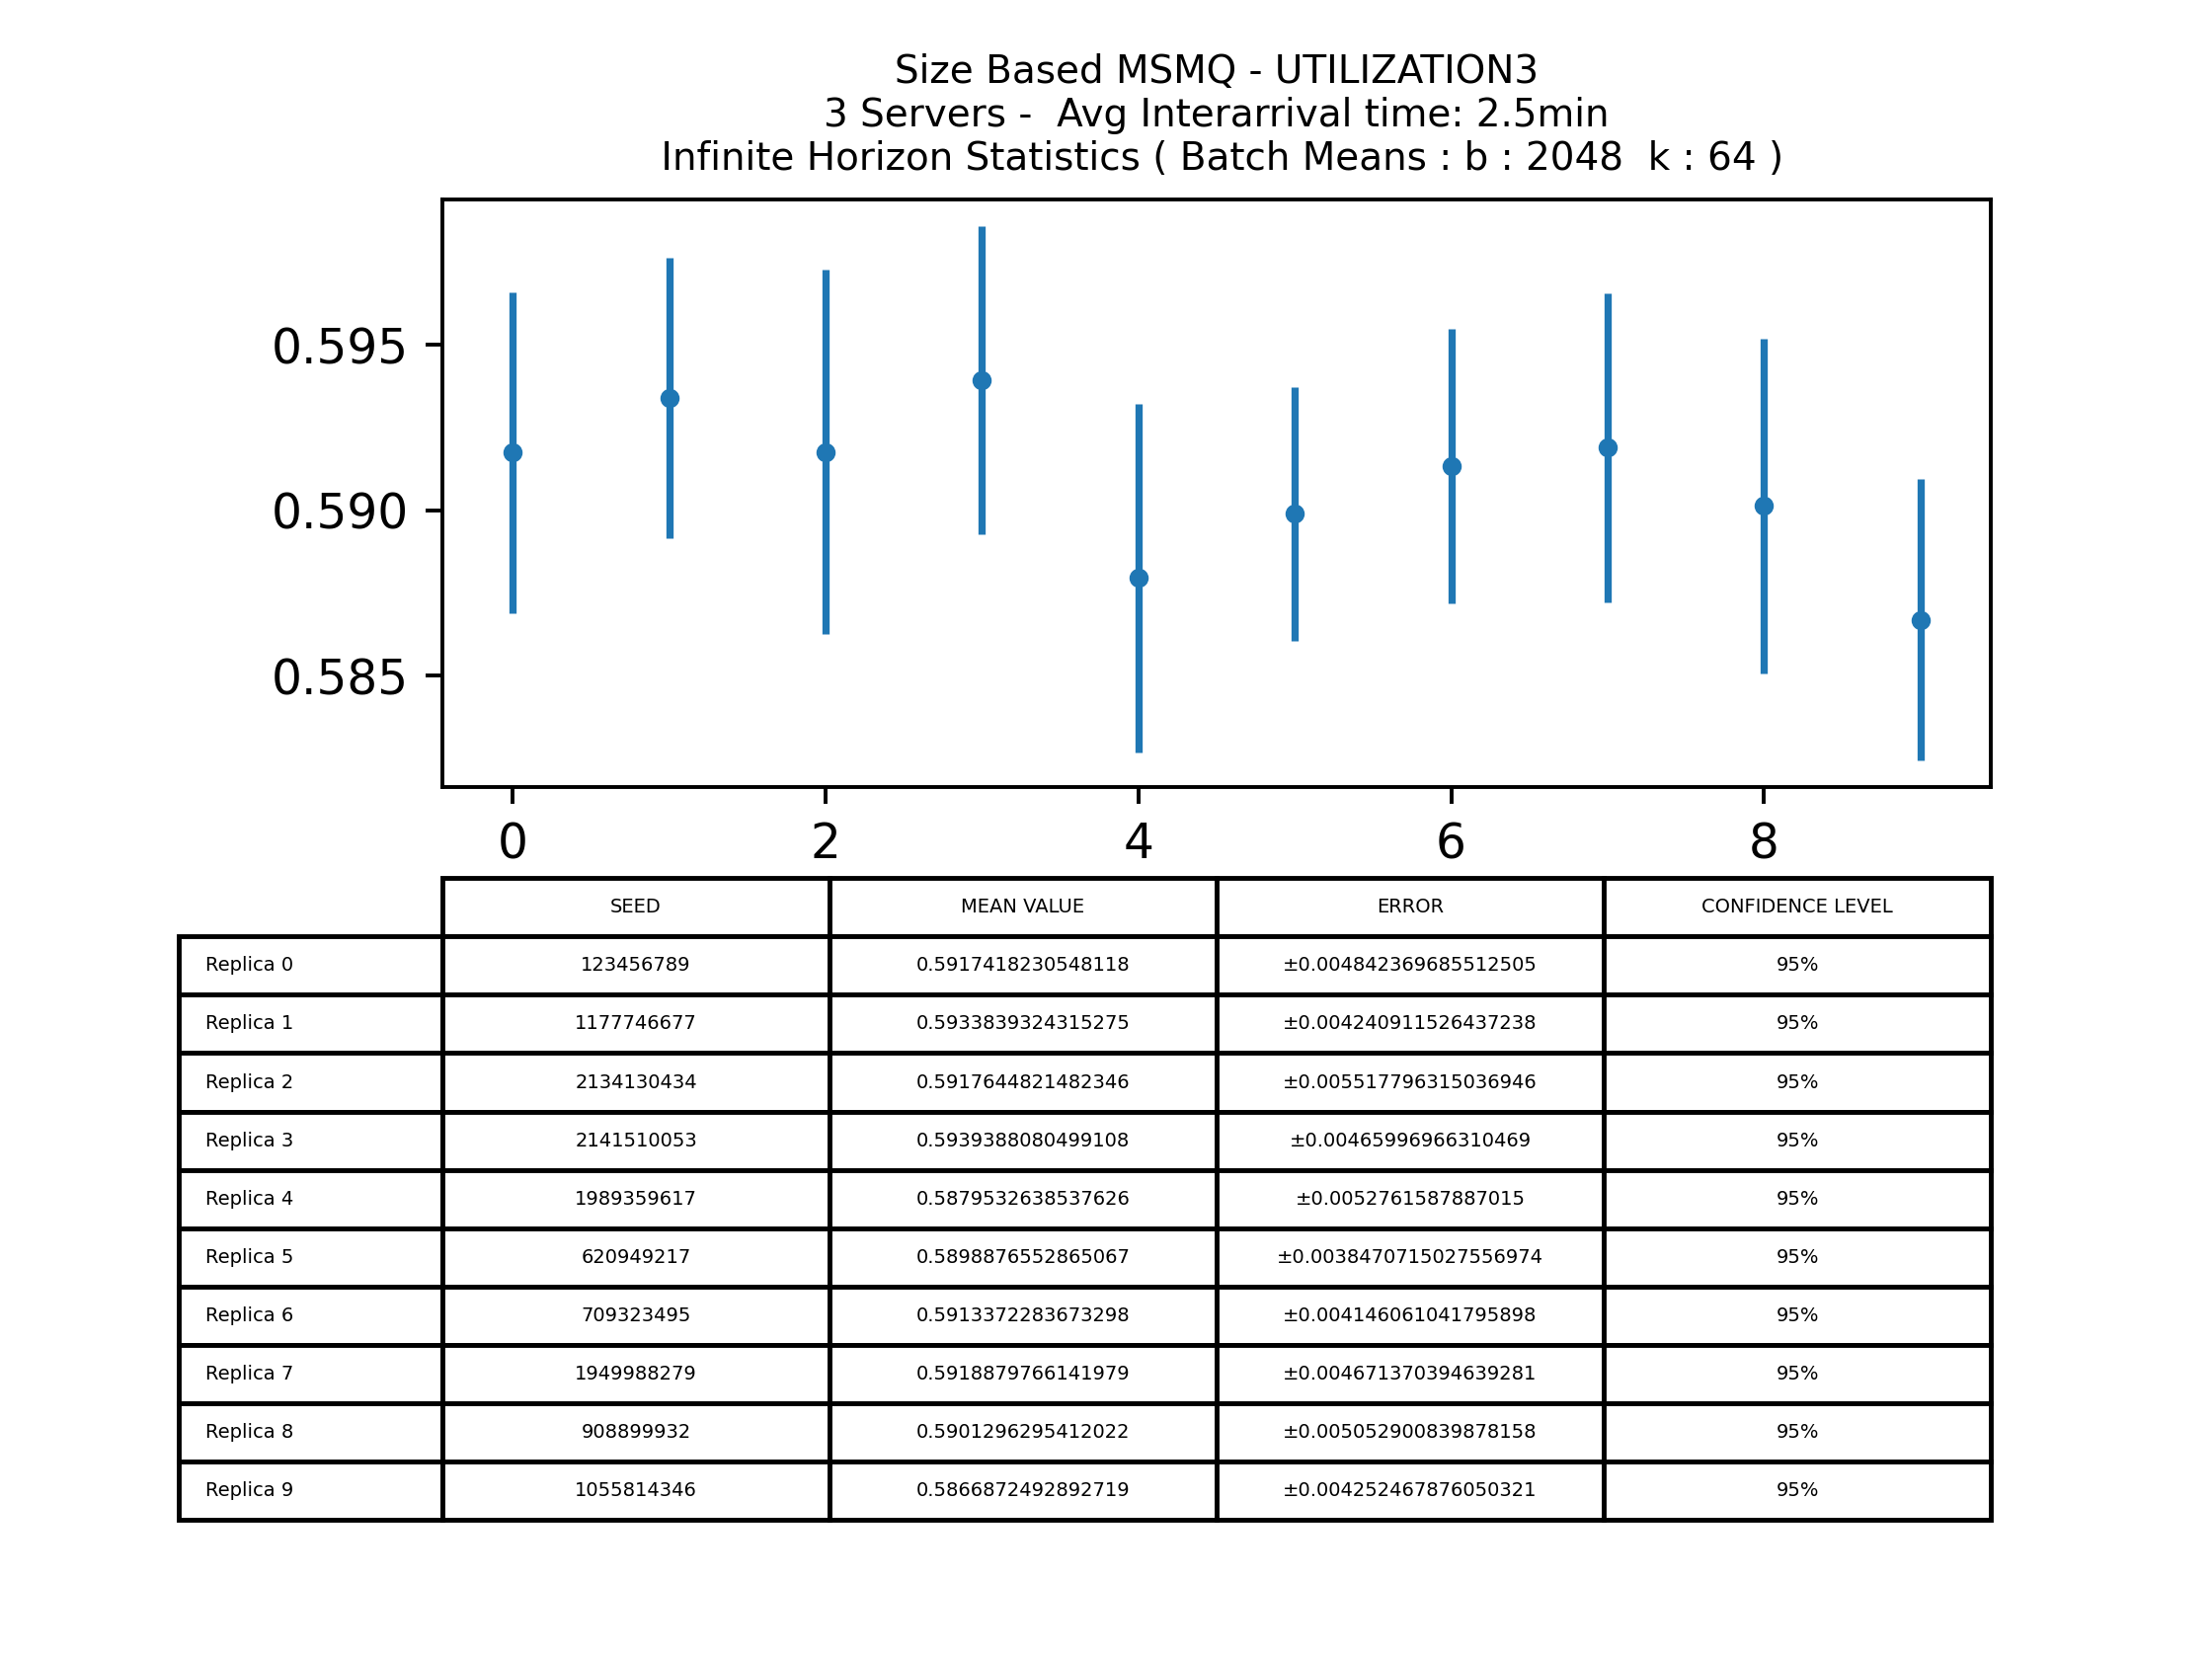 Size Based MSMQ - UTILIZATION3
3 Servers -  Avg Interarrival time: 2.5min
Infinite Horizon Statistics ( Batch Means : b : 2048  k : 64 )
0.595
0.590
0.585
0 2 4 6 8
SEED MEAN VALUE ERROR CONFIDENCE LEVEL
Replica 0 123456789 0.5917418230548118 ±0.004842369685512505 95%
Replica 1 1177746677 0.5933839324315275 ±0.004240911526437238 95%
Replica 2 2134130434 0.5917644821482346 ±0.005517796315036946 95%
Replica 3 2141510053 0.5939388080499108 ±0.00465996966310469 95%
Replica 4 1989359617 0.5879532638537626 ±0.0052761587887015 95%
Replica 5 620949217 0.5898876552865067 ±0.0038470715027556974 95%
Replica 6 709323495 0.5913372283673298 ±0.004146061041795898 95%
Replica 7 1949988279 0.5918879766141979 ±0.004671370394639281 95%
Replica 8 908899932 0.5901296295412022 ±0.005052900839878158 95%
Replica 9 1055814346 0.5866872492892719 ±0.004252467876050321 95%